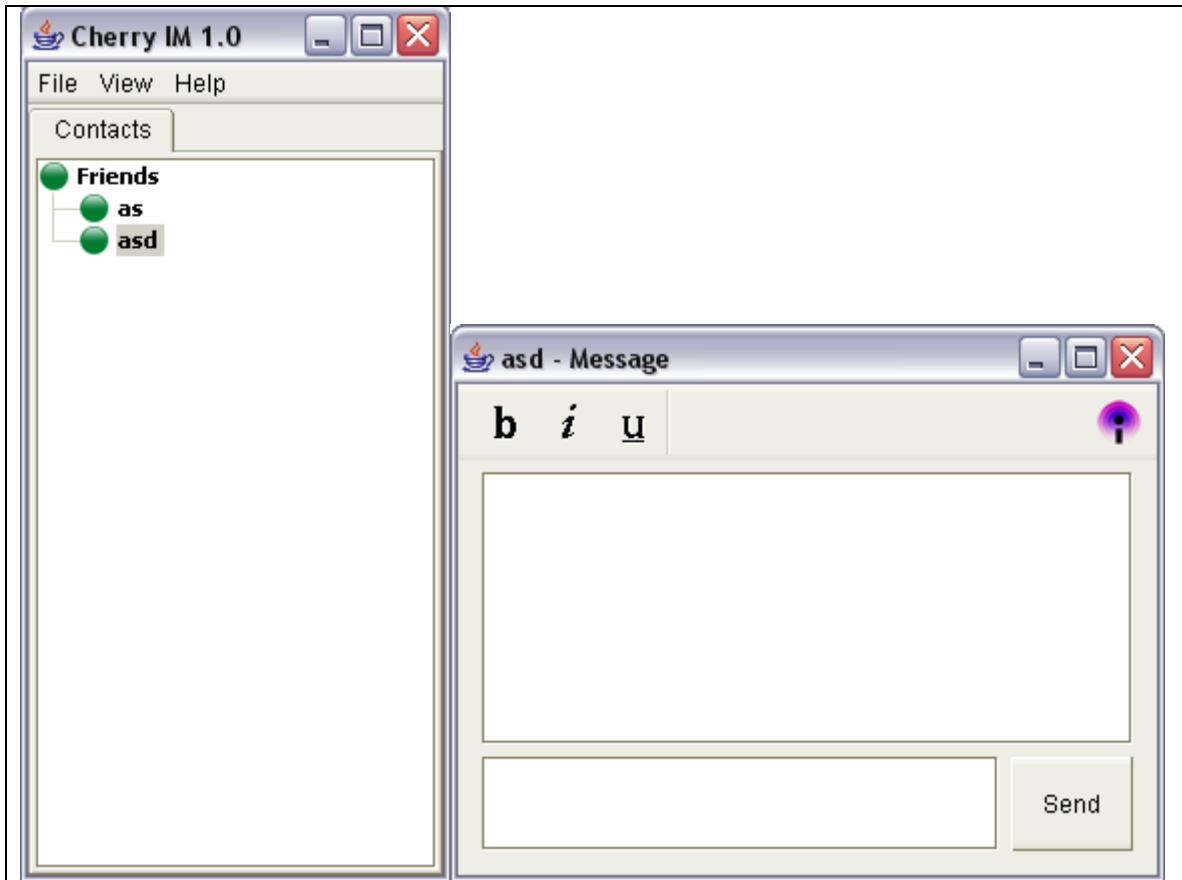 Cherry IM 1.0
File View Help
Contacts
Friends
as
asd
asd - Message
b i u
Send